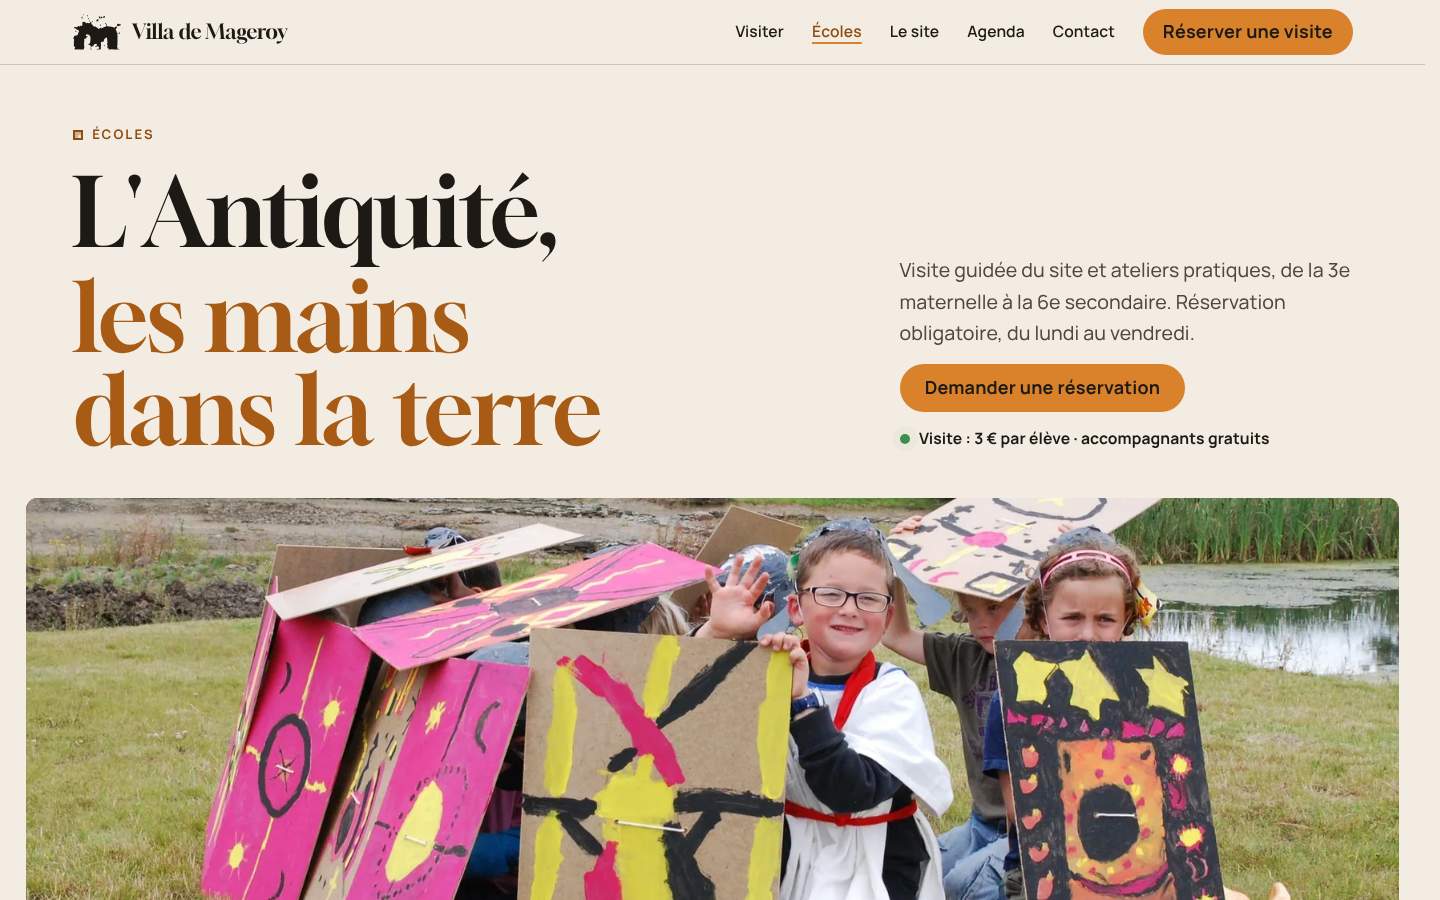 Villa de Mageroy
Visiter
Écoles
Le site
Agenda
Contact
Réserver une visite
ÉCOLES
L'Antiquité,
les mains
dans la terre
Visite guidée du site et ateliers pratiques, de la 3e
maternelle à la 6e secondaire. Réservation
obligatoire, du lundi au vendredi.
Demander une réservation
Visite : 3 € par élève · accompagnants gratuits